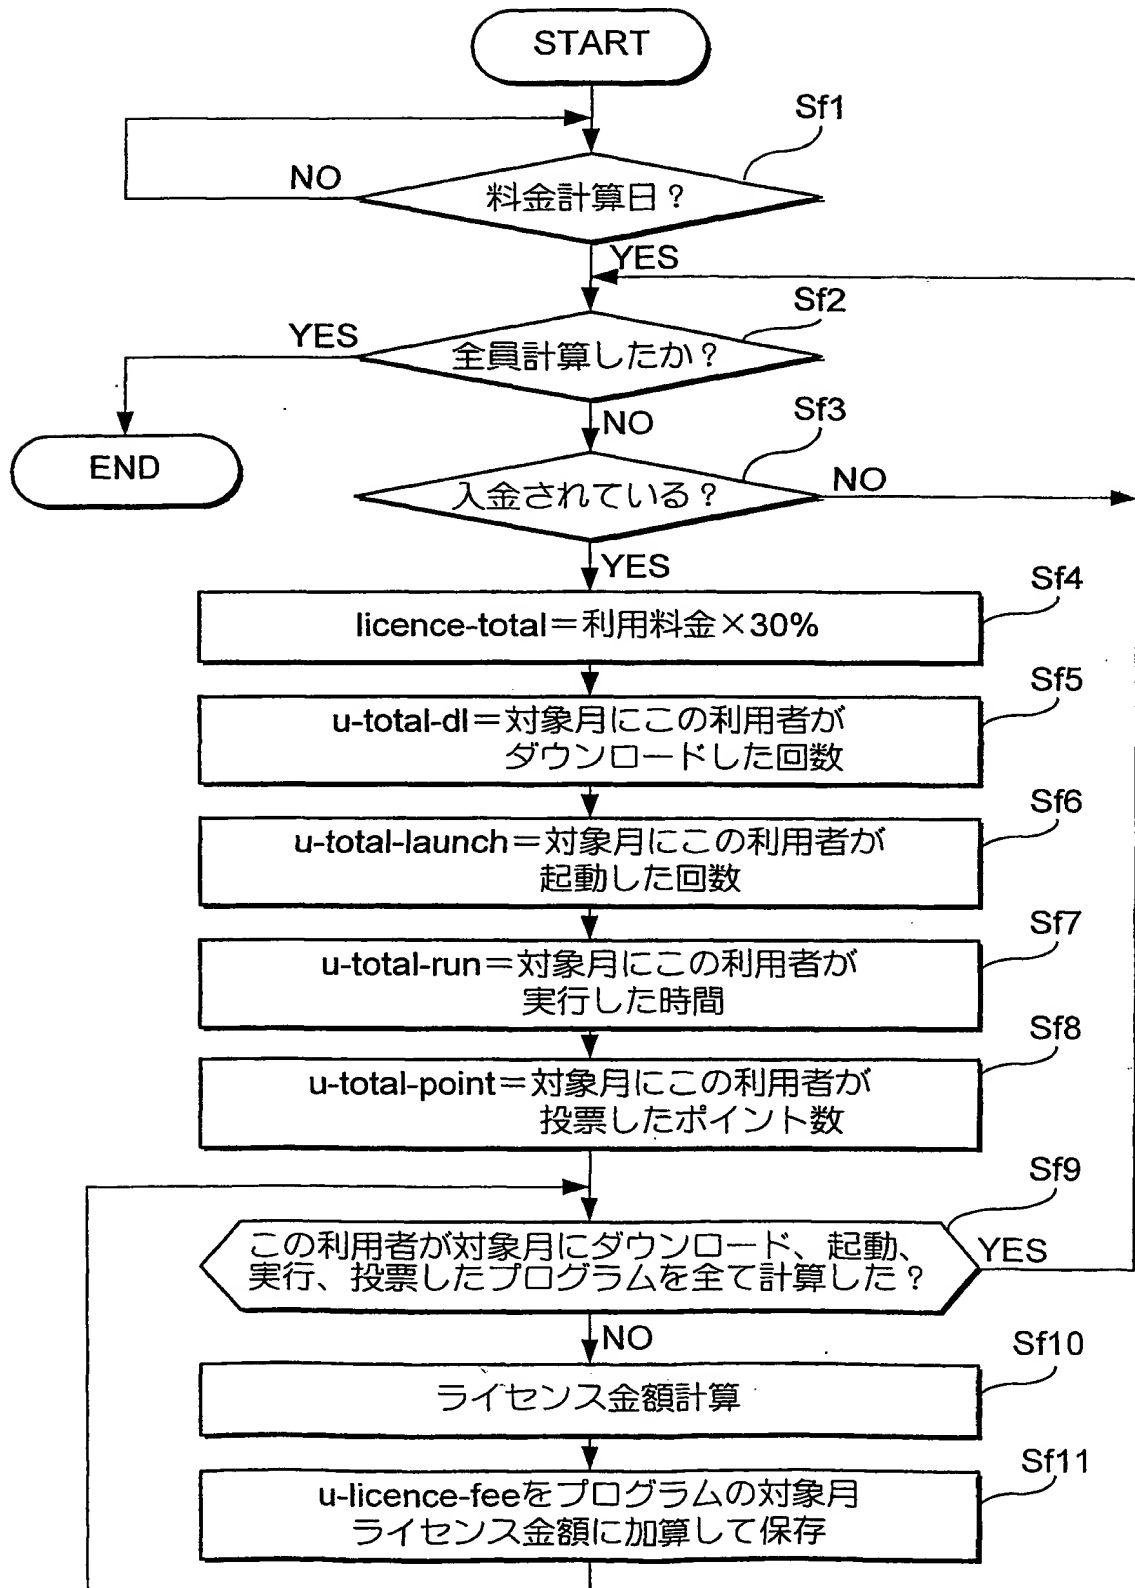 START
Sf1
NO
料金計算日？
YES
Sf2
YES
全員計算したか？
NO
Sf3
END
入金されている？
NO
YES
Sf4
licence-total＝利用料金×30%
Sf5
u-total-dl＝対象月にこの利用者が
ダウンロードした回数
Sf6
u-total-launch＝対象月にこの利用者が
起動した回数
Sf7
u-total-run＝対象月にこの利用者が
実行した時間
Sf8
u-total-point＝対象月にこの利用者が
投票したポイント数
Sf9
この利用者が対象月にダウンロード、起動、
実行、投票したプログラムを全て計算した？
YES
NO
Sf10
ライセンス金額計算
Sf11
u-licence-feeをプログラムの対象月
ライセンス金額に加算して保存